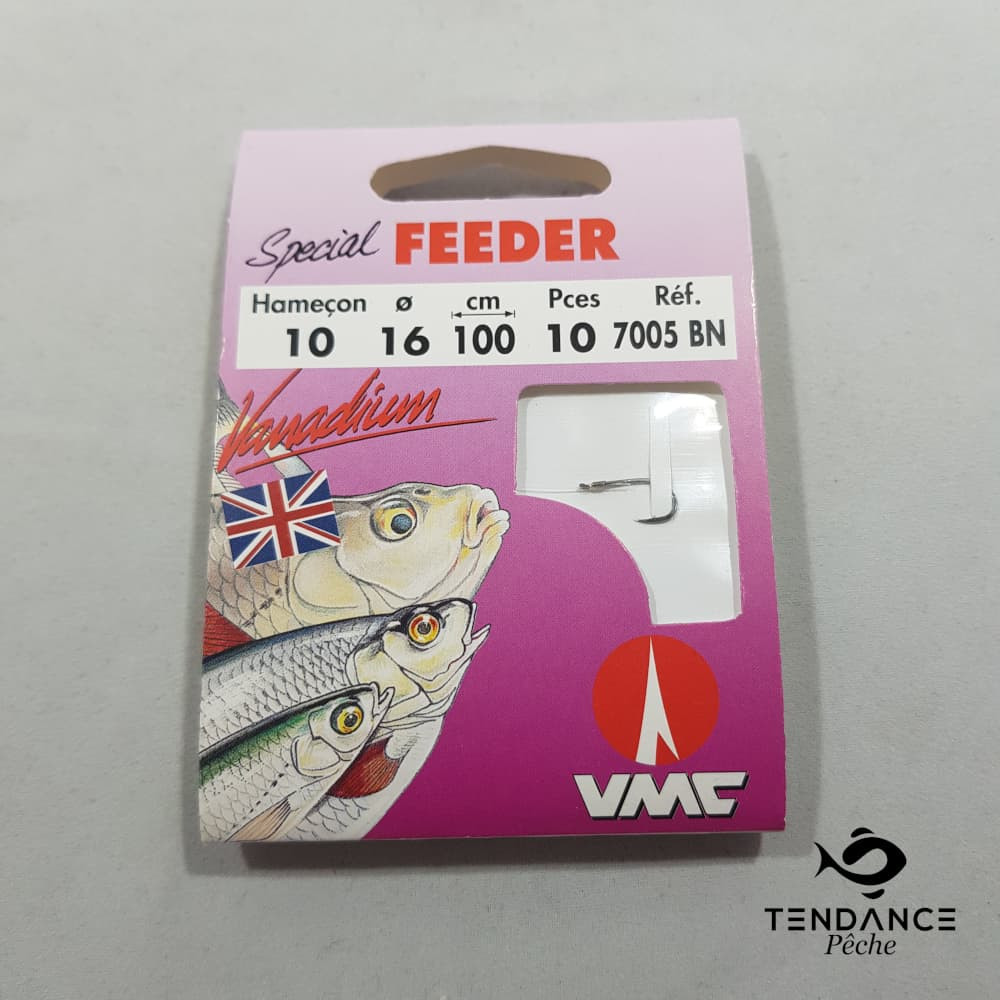 Special FEEDER
Hameçon ø cm Pces Réf.
10 16 100 10 7005 BN
Vanadium
VMC
TENDANCE
Pêche